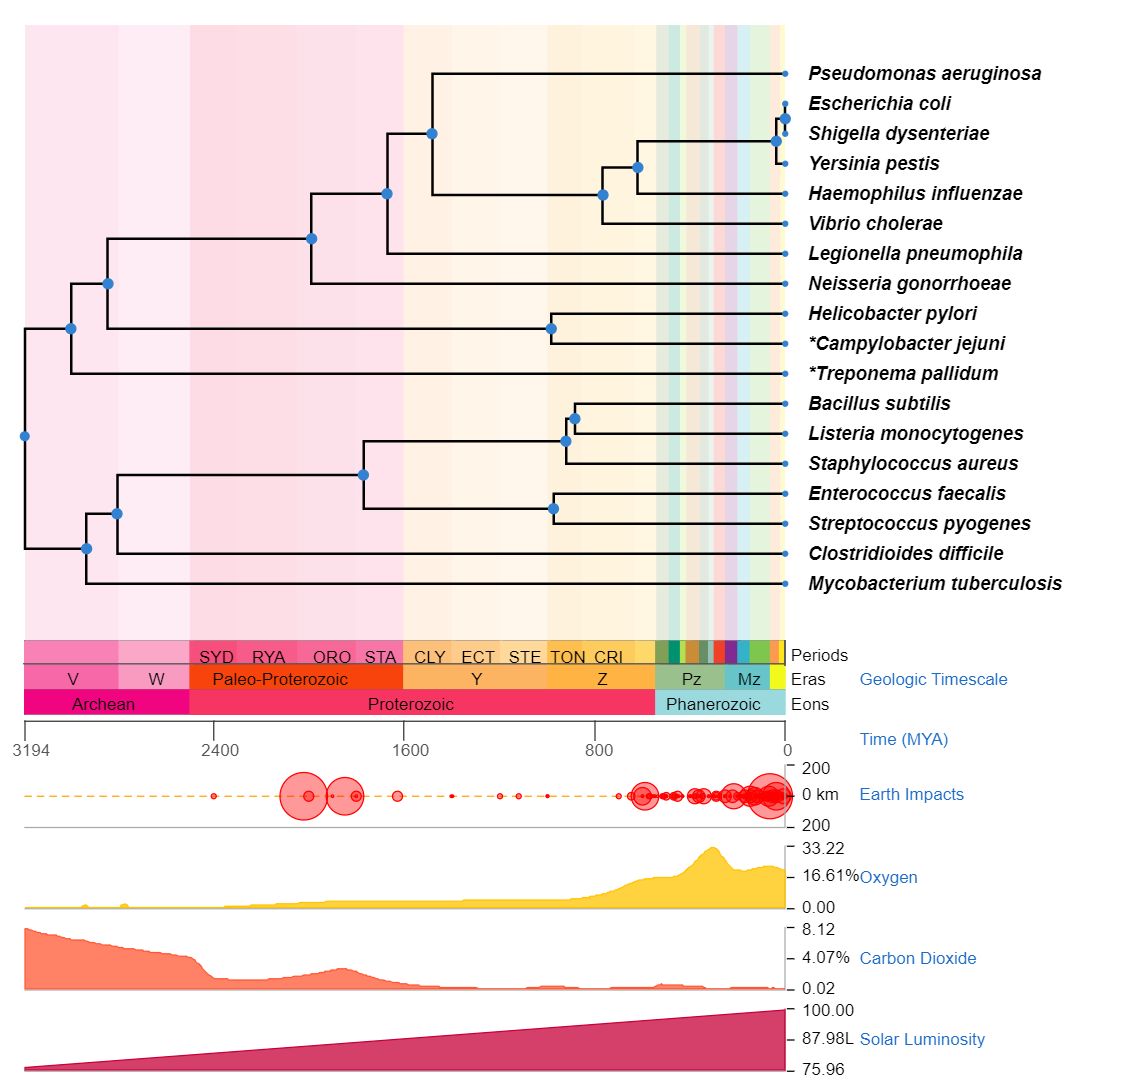 Pseudomonas aeruginosa
Escherichia coli
Shigella dysenteriae
Yersinia pestis
Haemophilus influenzae
Vibrio cholerae
Legionella pneumophila
Neisseria gonorrhoeae
Helicobacter pylori
*Campylobacter jejuni
*Treponema pallidum
Bacillus subtilis
Listeria monocytogenes
Staphylococcus aureus
Enterococcus faecalis
Streptococcus pyogenes
Clostridioides difficile
Mycobacterium tuberculosis
SYD RYA ORO STA CLY ECT STE TON CRI Periods
V W Paleo-Proterozoic Y Z Pz Mz Eras Geologic Timescale
Archean Proterozoic Phanerozoic Eons
3194 2400 1600 800 0 Time (MYA)
200
0 km Earth Impacts
200
33.22
16.61% Oxygen
0.00
8.12
4.07% Carbon Dioxide
0.02
100.00
87.98L Solar Luminosity
75.96